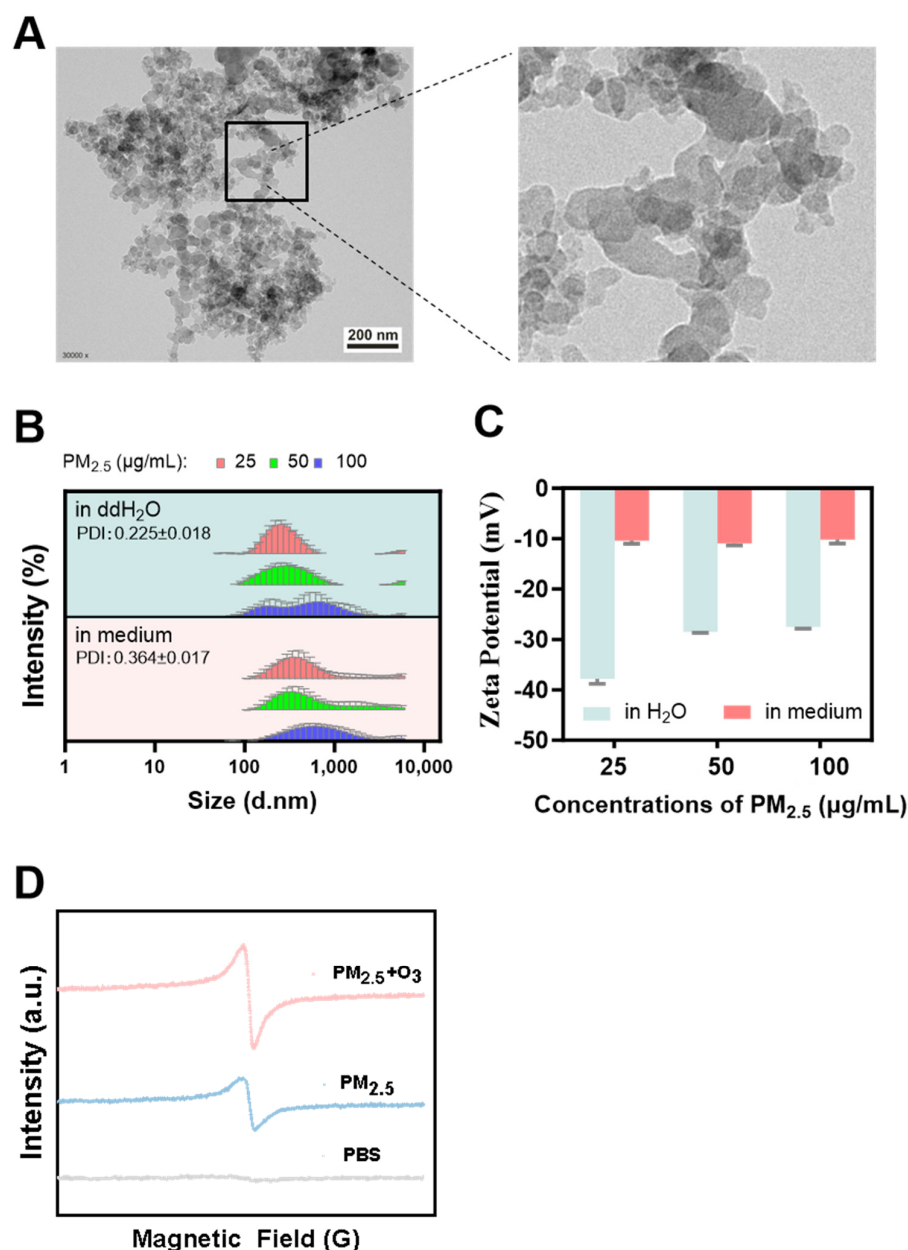 A
200 nm
30000 x
B
PM2.5 (μg/mL): 25 50 100
in ddH2O
PDI: 0.225±0.018
in medium
PDI: 0.364±0.017
Intensity (%)
1 10 100 1,000 10,000
Size (d.nm)
C
0
-10
-20
-30
-40
-50
Zeta Potential (mV)
in H2O in medium
25 50 100
Concentrations of PM2.5 (μg/mL)
D
PM2.5+O3
PM2.5
PBS
Intensity (a.u.)
Magnetic Field (G)